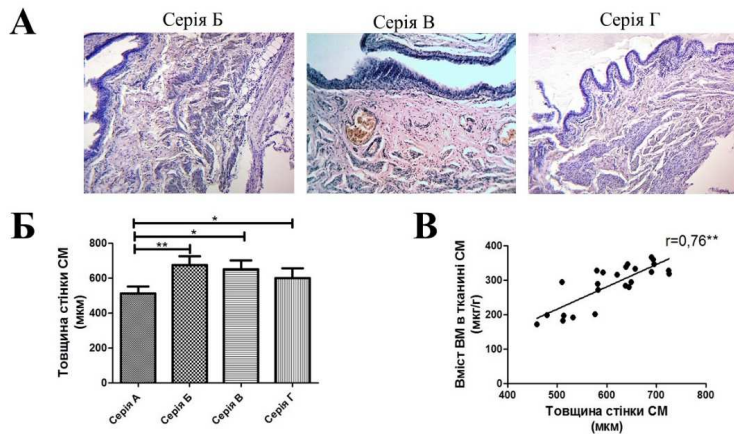 А
Серія Б
Серія В
Серія Г
Б
Товщина стінки СМ
(мкм)
800
600
400
200
0
*
*
**
Серія А
Серія Б
Серія В
Серія Г
В
r=0,76**
Вміст ВМ в тканині СМ
(мкг/г)
400
300
200
100
0
400
500
600
700
800
Товщина стінки СМ
(мкм)